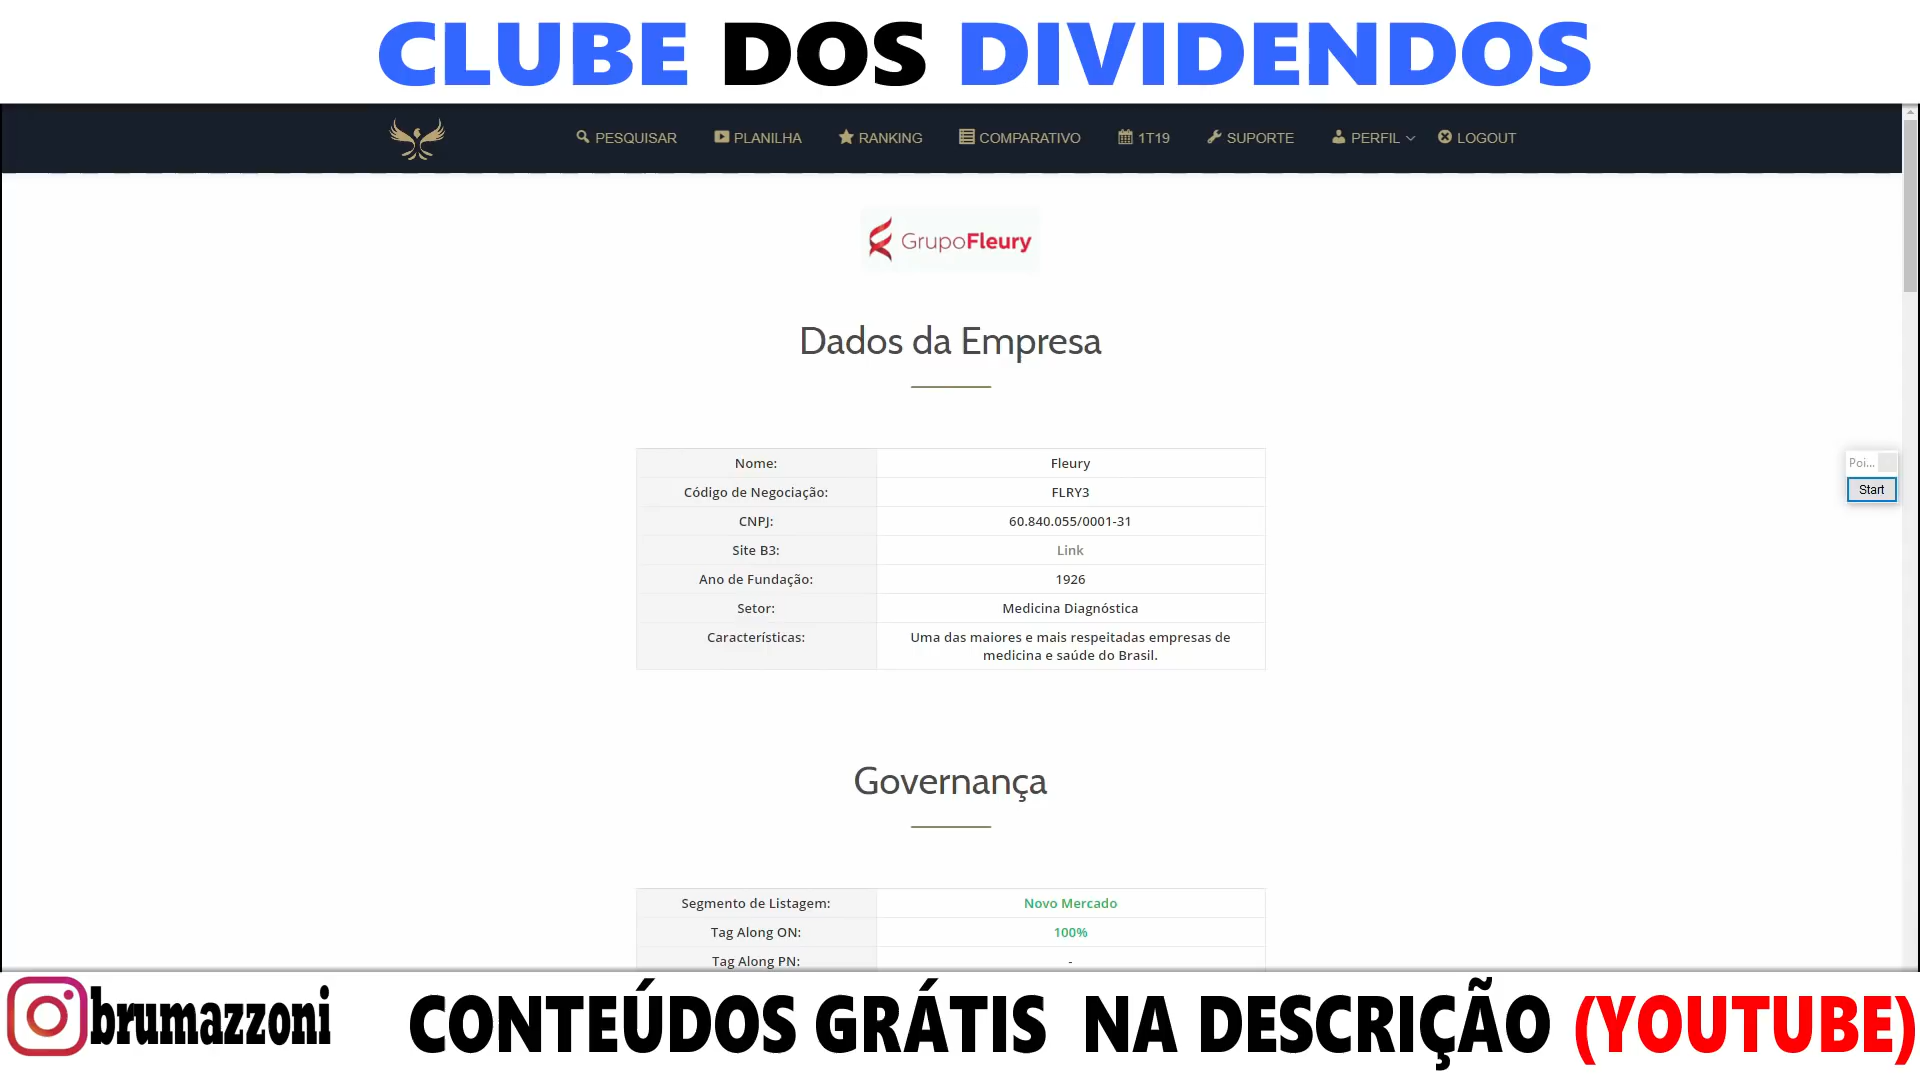 CLUBE DOS DIVIDENDOS
PESQUISAR PLANILHA RANKING COMPARATIVO 1T19 SUPORTE PERFIL LOGOUT
GrupoFleury
Dados da Empresa
Nome: Fleury
Código de Negociação: FLRY3
CNPJ: 60.840.055/0001-31
Site B3: Link
Ano de Fundação: 1926
Setor: Medicina Diagnóstica
Características: Uma das maiores e mais respeitadas empresas de
medicina e saúde do Brasil.
Poi...
Start
Governança
Segmento de Listagem: Novo Mercado
Tag Along ON: 100%
Tag Along PN: -
brumazzoni CONTEÚDOS GRÁTIS NA DESCRIÇÃO (YOUTUBE)